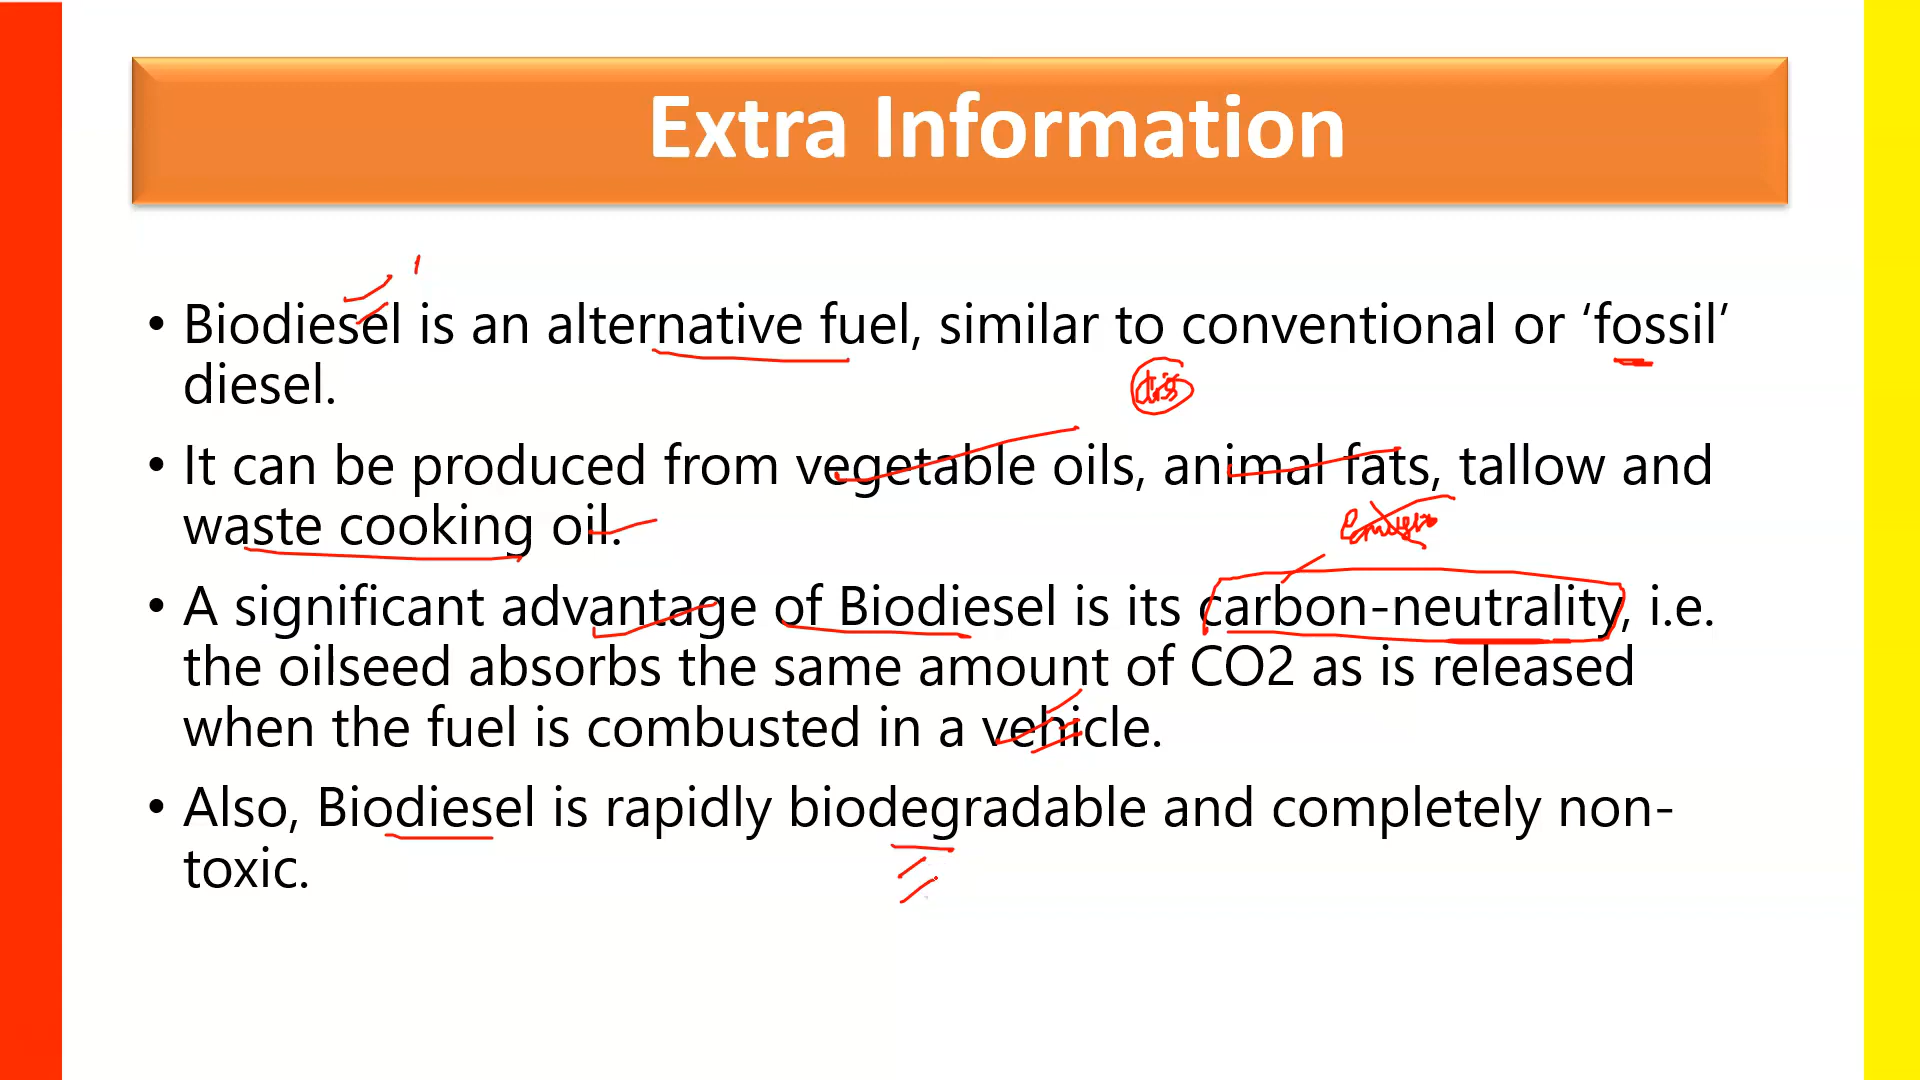 Extra Information
• Biodiesel is an alternative fuel, similar to conventional or ‘fossil’
diesel.
• It can be produced from vegetable oils, animal fats, tallow and
waste cooking oil.
• A significant advantage of Biodiesel is its carbon-neutrality, i.e.
the oilseed absorbs the same amount of CO2 as is released
when the fuel is combusted in a vehicle.
• Also, Biodiesel is rapidly biodegradable and completely non-
toxic.